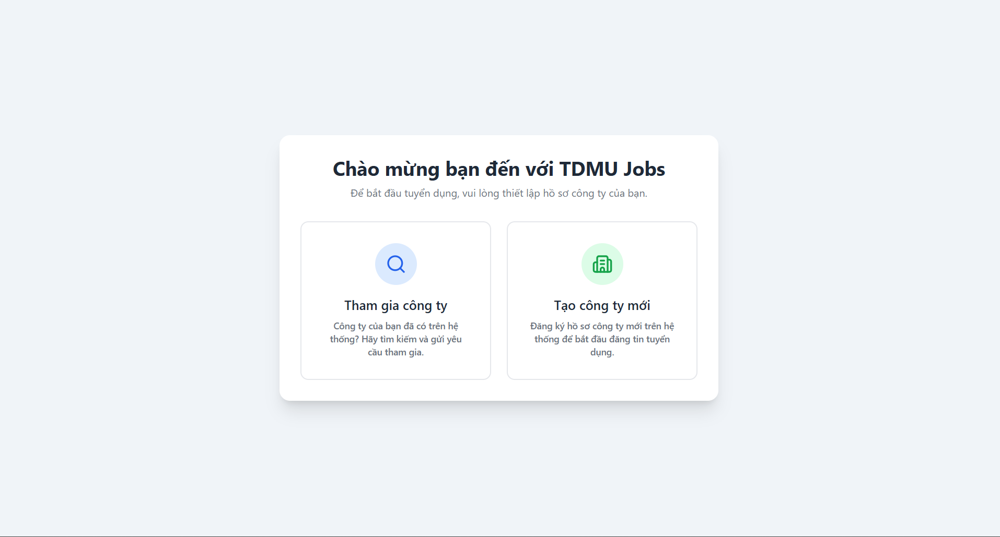 Chào mừng bạn đến với TDMU Jobs
Để bắt đầu tuyển dụng, vui lòng thiết lập hồ sơ công ty của bạn.
Tham gia công ty
Công ty của bạn đã có trên hệ
thống? Hãy tìm kiếm và gửi yêu
cầu tham gia.
Tạo công ty mới
Đăng ký hồ sơ công ty mới trên hệ
thống để bắt đầu đăng tin tuyển
dụng.